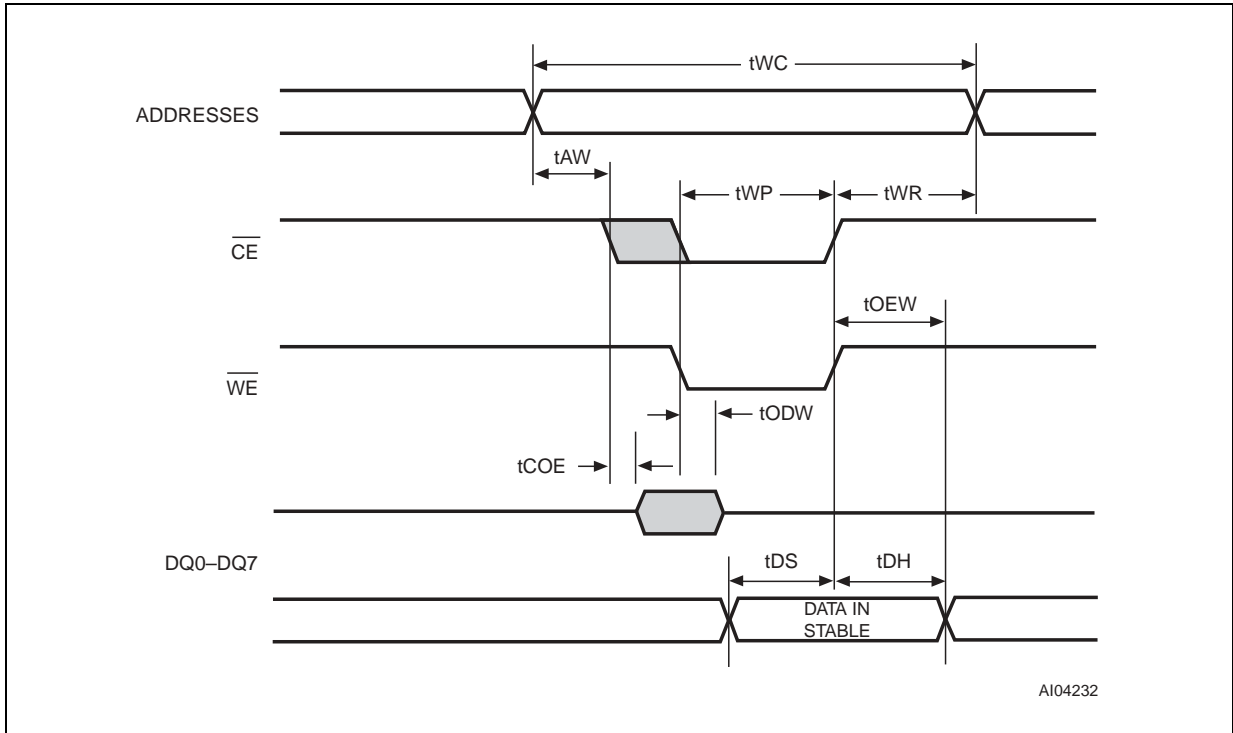 tWC
ADDRESSES
tAW
tWP
tWR
CE
tOEW
WE
tODW
tCOE
DQ0–DQ7
tDS
tDH
DATA IN
STABLE
AI04232